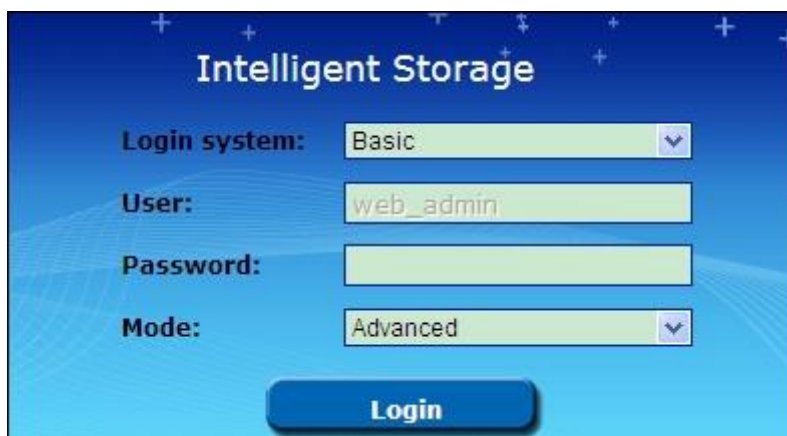 Intelligent Storage
Login system: Basic
User: web_admin
Password:
Mode: Advanced
Login